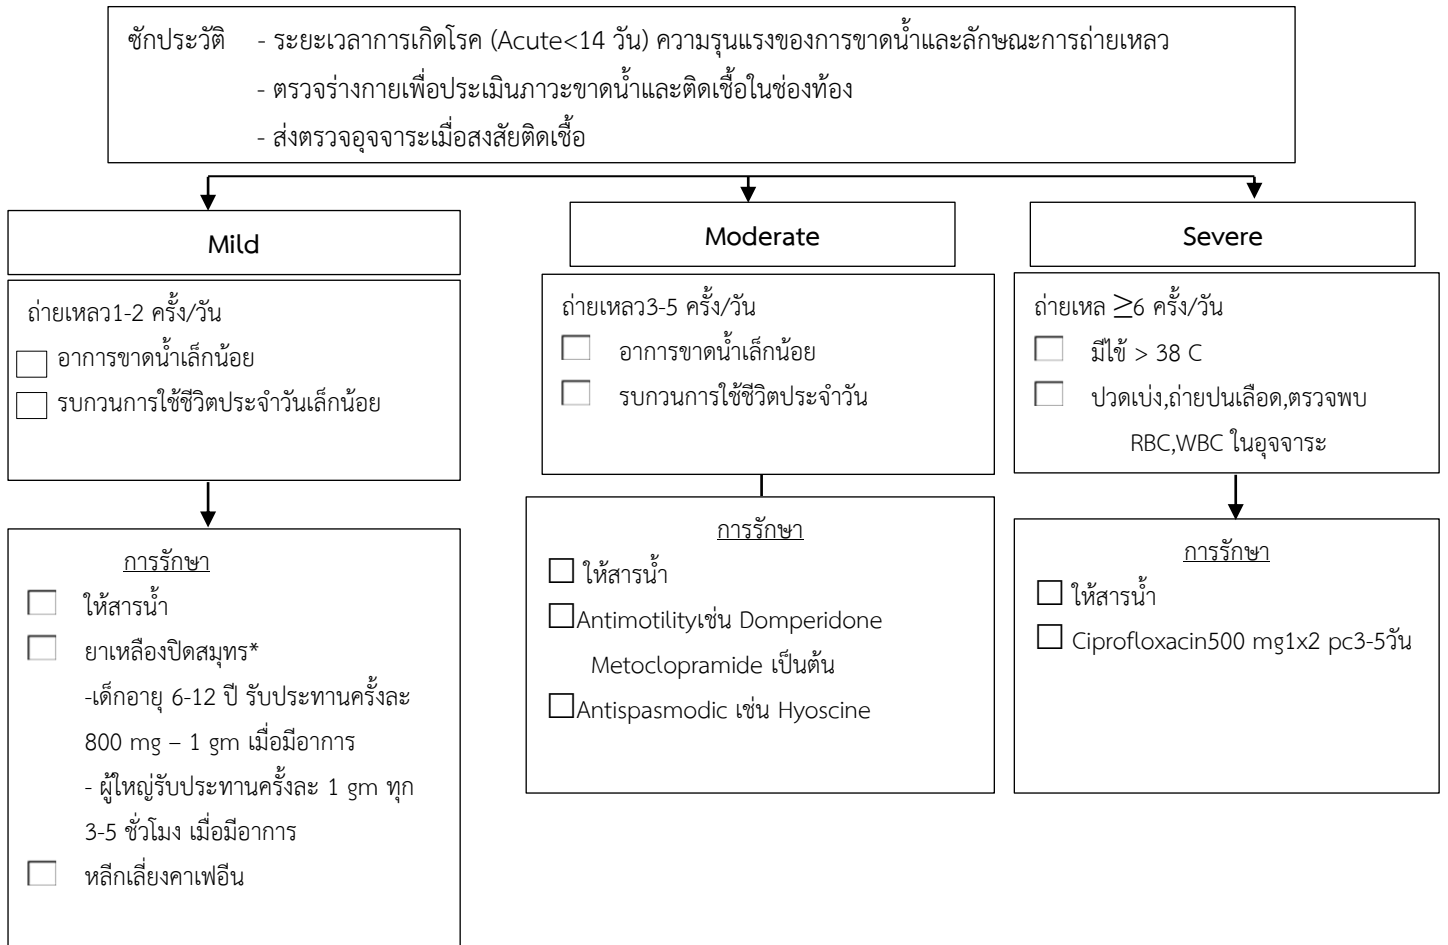 ซักประวัติ - ระยะเวลาการเกิดโรค (Acute<14 วัน) ความรุนแรงของการขาดน้ำและลักษณะการถ่ายเหลว
- ตรวจร่างกายเพื่อประเมินภาวะขาดน้ำและติดเชื้อในช่องท้อง
- ส่งตรวจอุจจาระเมื่อสงสัยติดเชื้อ
Mild
ถ่ายเหลว1-2 ครั้ง/วัน
อาการขาดน้ำเล็กน้อย
รบกวนการใช้ชีวิตประจำวันเล็กน้อย
การรักษา
ให้สารน้ำ
ยาเหลืองปิดสมุทร*
-เด็กอายุ 6-12 ปี รับประทานครั้งละ
800 mg – 1 gm เมื่อมีอาการ
- ผู้ใหญ่รับประทานครั้งละ 1 gm ทุก
3-5 ชั่วโมง เมื่อมีอาการ
หลีกเลี่ยงคาเฟอีน
Moderate
ถ่ายเหลว3-5 ครั้ง/วัน
อาการขาดน้ำเล็กน้อย
รบกวนการใช้ชีวิตประจำวัน
การรักษา
ให้สารน้ำ
Antimotilityเช่น Domperidone
Metoclopramide เป็นต้น
Antispasmodic เช่น Hyoscine
Severe
ถ่ายเหล ≥6 ครั้ง/วัน
มีไข้ > 38 C
ปวดเบ่ง,ถ่ายปนเลือด,ตรวจพบ
RBC,WBC ในอุจจาระ
การรักษา
ให้สารน้ำ
Ciprofloxacin500 mg1x2 pc3-5วัน